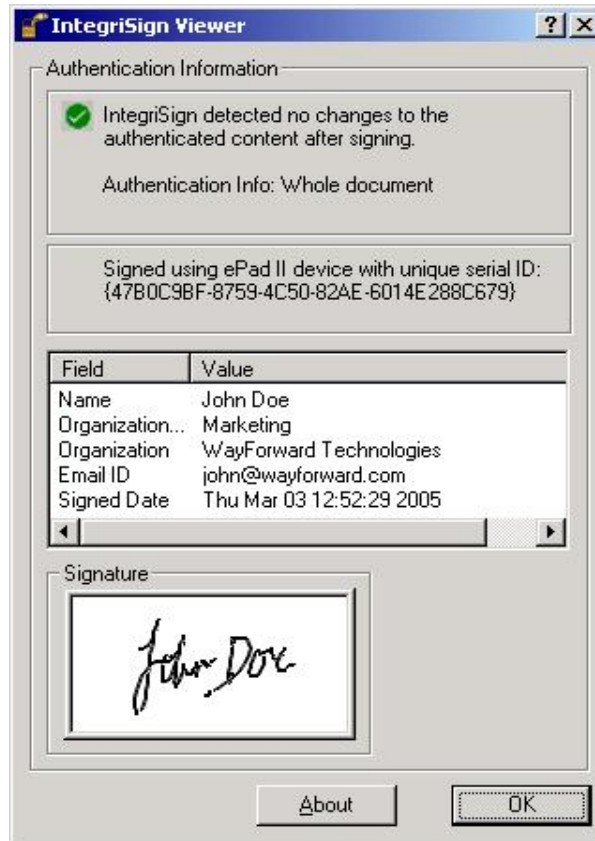 IntegriSign Viewer
Authentication Information
IntegriSign detected no changes to the
authenticated content after signing.
Authentication Info: Whole document
Signed using ePad II device with unique serial ID:
{47B0C9BF-8759-4C50-82AE-6014E288C679}
Field Value
Name John Doe
Organization... Marketing
Organization WayForward Technologies
Email ID john@wayforward.com
Signed Date Thu Mar 03 12:52:29 2005
Signature
John Doe
About OK